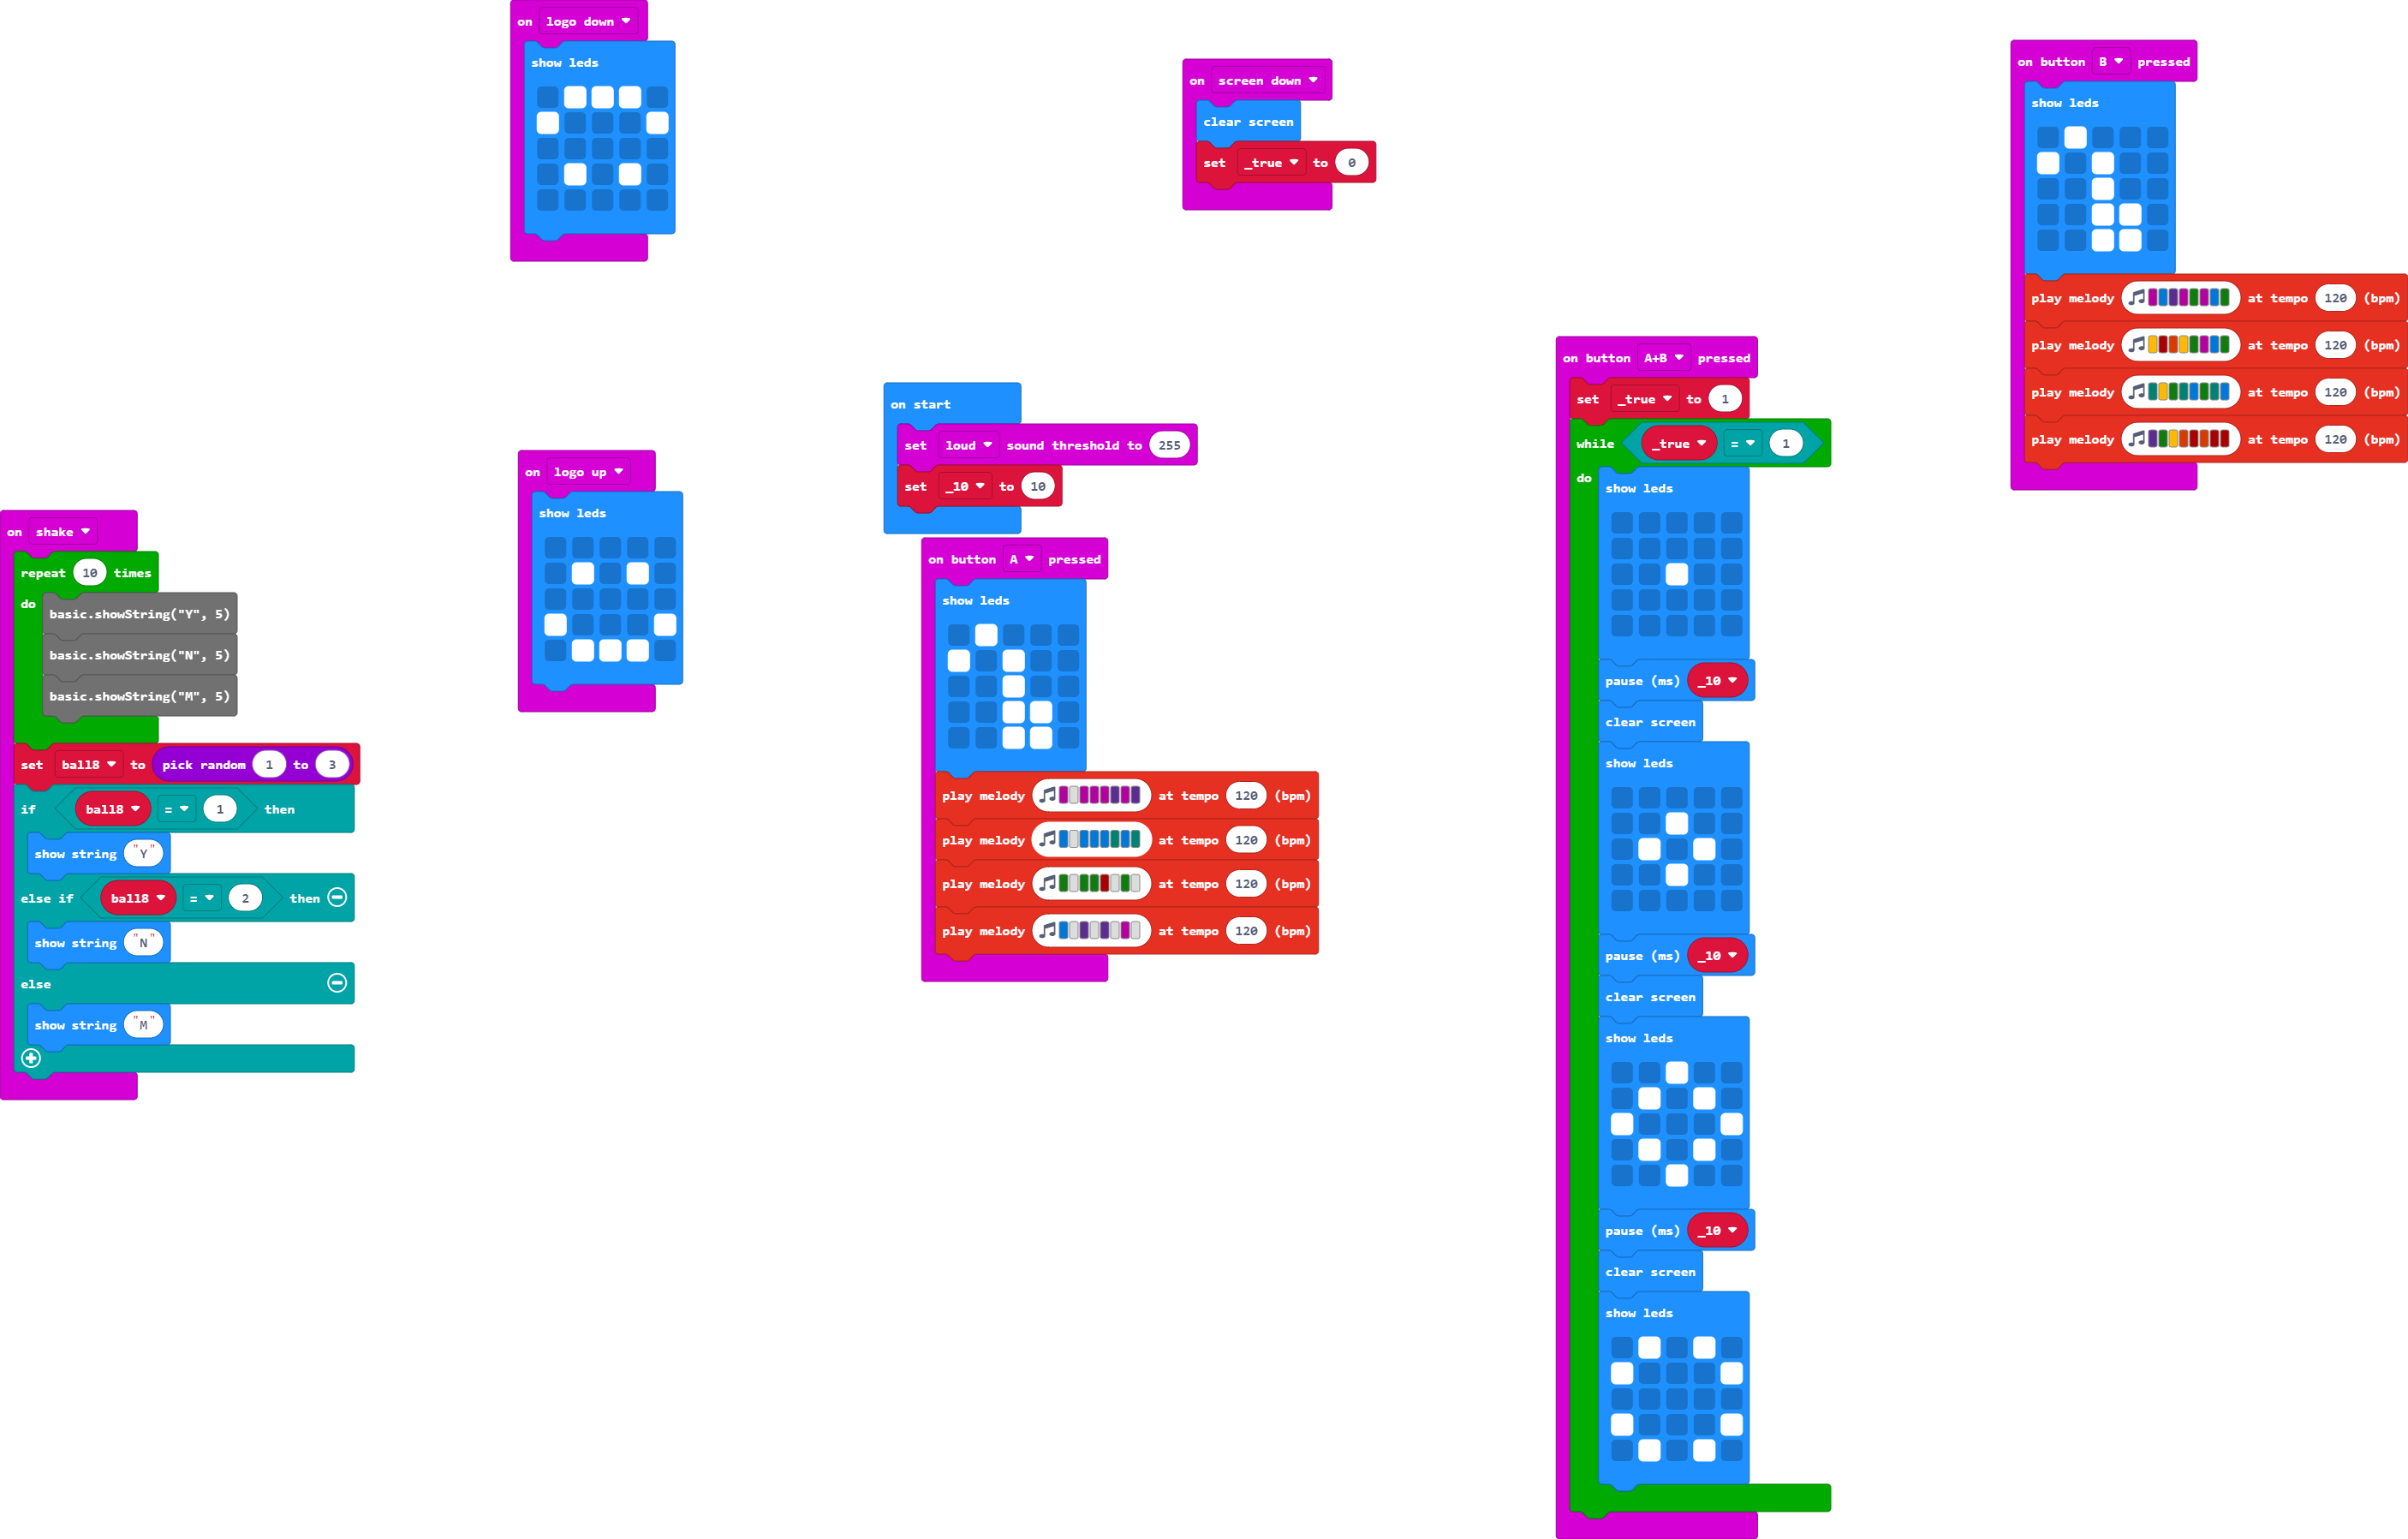 on logo down
show leds
on screen down
clear screen
set _true to 0
on button B pressed
show leds
play melody at tempo 120 (bpm)
play melody at tempo 120 (bpm)
play melody at tempo 120 (bpm)
play melody at tempo 120 (bpm)
on start
set loud sound threshold to 255
set _10 to 10
on logo up
show leds
on shake
repeat 10 times
do
basic.showString("Y", 5)
basic.showString("N", 5)
basic.showString("M", 5)
set ball8 to pick random 1 to 3
if ball8 = 1 then
show string "Y"
else if ball8 = 2 then
show string "N"
else
show string "M"
on button A pressed
show leds
play melody at tempo 120 (bpm)
play melody at tempo 120 (bpm)
play melody at tempo 120 (bpm)
play melody at tempo 120 (bpm)
on button A+B pressed
set _true to 1
while _true = 1
do
show leds
pause (ms) _10
clear screen
show leds
pause (ms) _10
clear screen
show leds
pause (ms) _10
clear screen
show leds